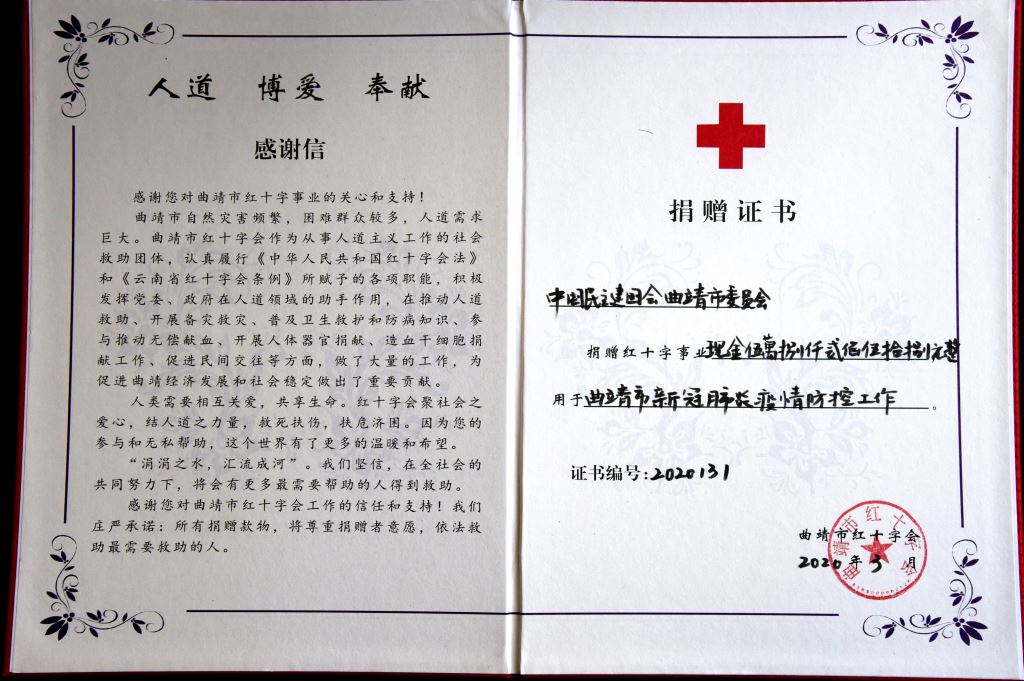 人道 博爱 奉献
感谢信
感谢您对曲靖市红十字事业的关心和支持！
曲靖市自然灾害频繁，困难群众较多，人道需求
巨大。曲靖市红十字会作为从事人道主义工作的社会
救助团体，认真履行《中华人民共和国红十字会法》
和《云南省红十字会条例》所赋予的各项职能，积极
发挥党委、政府在人道领域的助手作用，在推动人道
救助、开展备灾救灾、普及卫生救护和防病知识、参
与推动无偿献血、开展人体器官捐献、造血干细胞捐
献工作、促进民间交往等方面，做了大量的工作，为
促进曲靖经济发展和社会稳定做出了重要贡献。
人类需要相互关爱，共享生命。红十字会聚社会之
爱心，结人道之力量，救死扶伤，扶危济困。因为您的
参与和无私帮助，这个世界有了更多的温暖和希望。
“涓涓之水，汇流成河”。我们坚信，在全社会的
共同努力下，将会有更多最需要帮助的人得到救助。
感谢您对曲靖市红十字会工作的信任和支持！我们
庄严承诺：所有捐赠款物，将尊重捐赠者意愿，依法救
助最需要救助的人。
捐赠证书
中国民主建国会曲靖市委员会
捐赠红十字事业现金伍萬捌仟贰佰伍拾捌元整
用于曲靖市新冠肺炎疫情防控工作。
证书编号:2020131
曲靖市红十字会
2020年3月
曲靖市红十字会